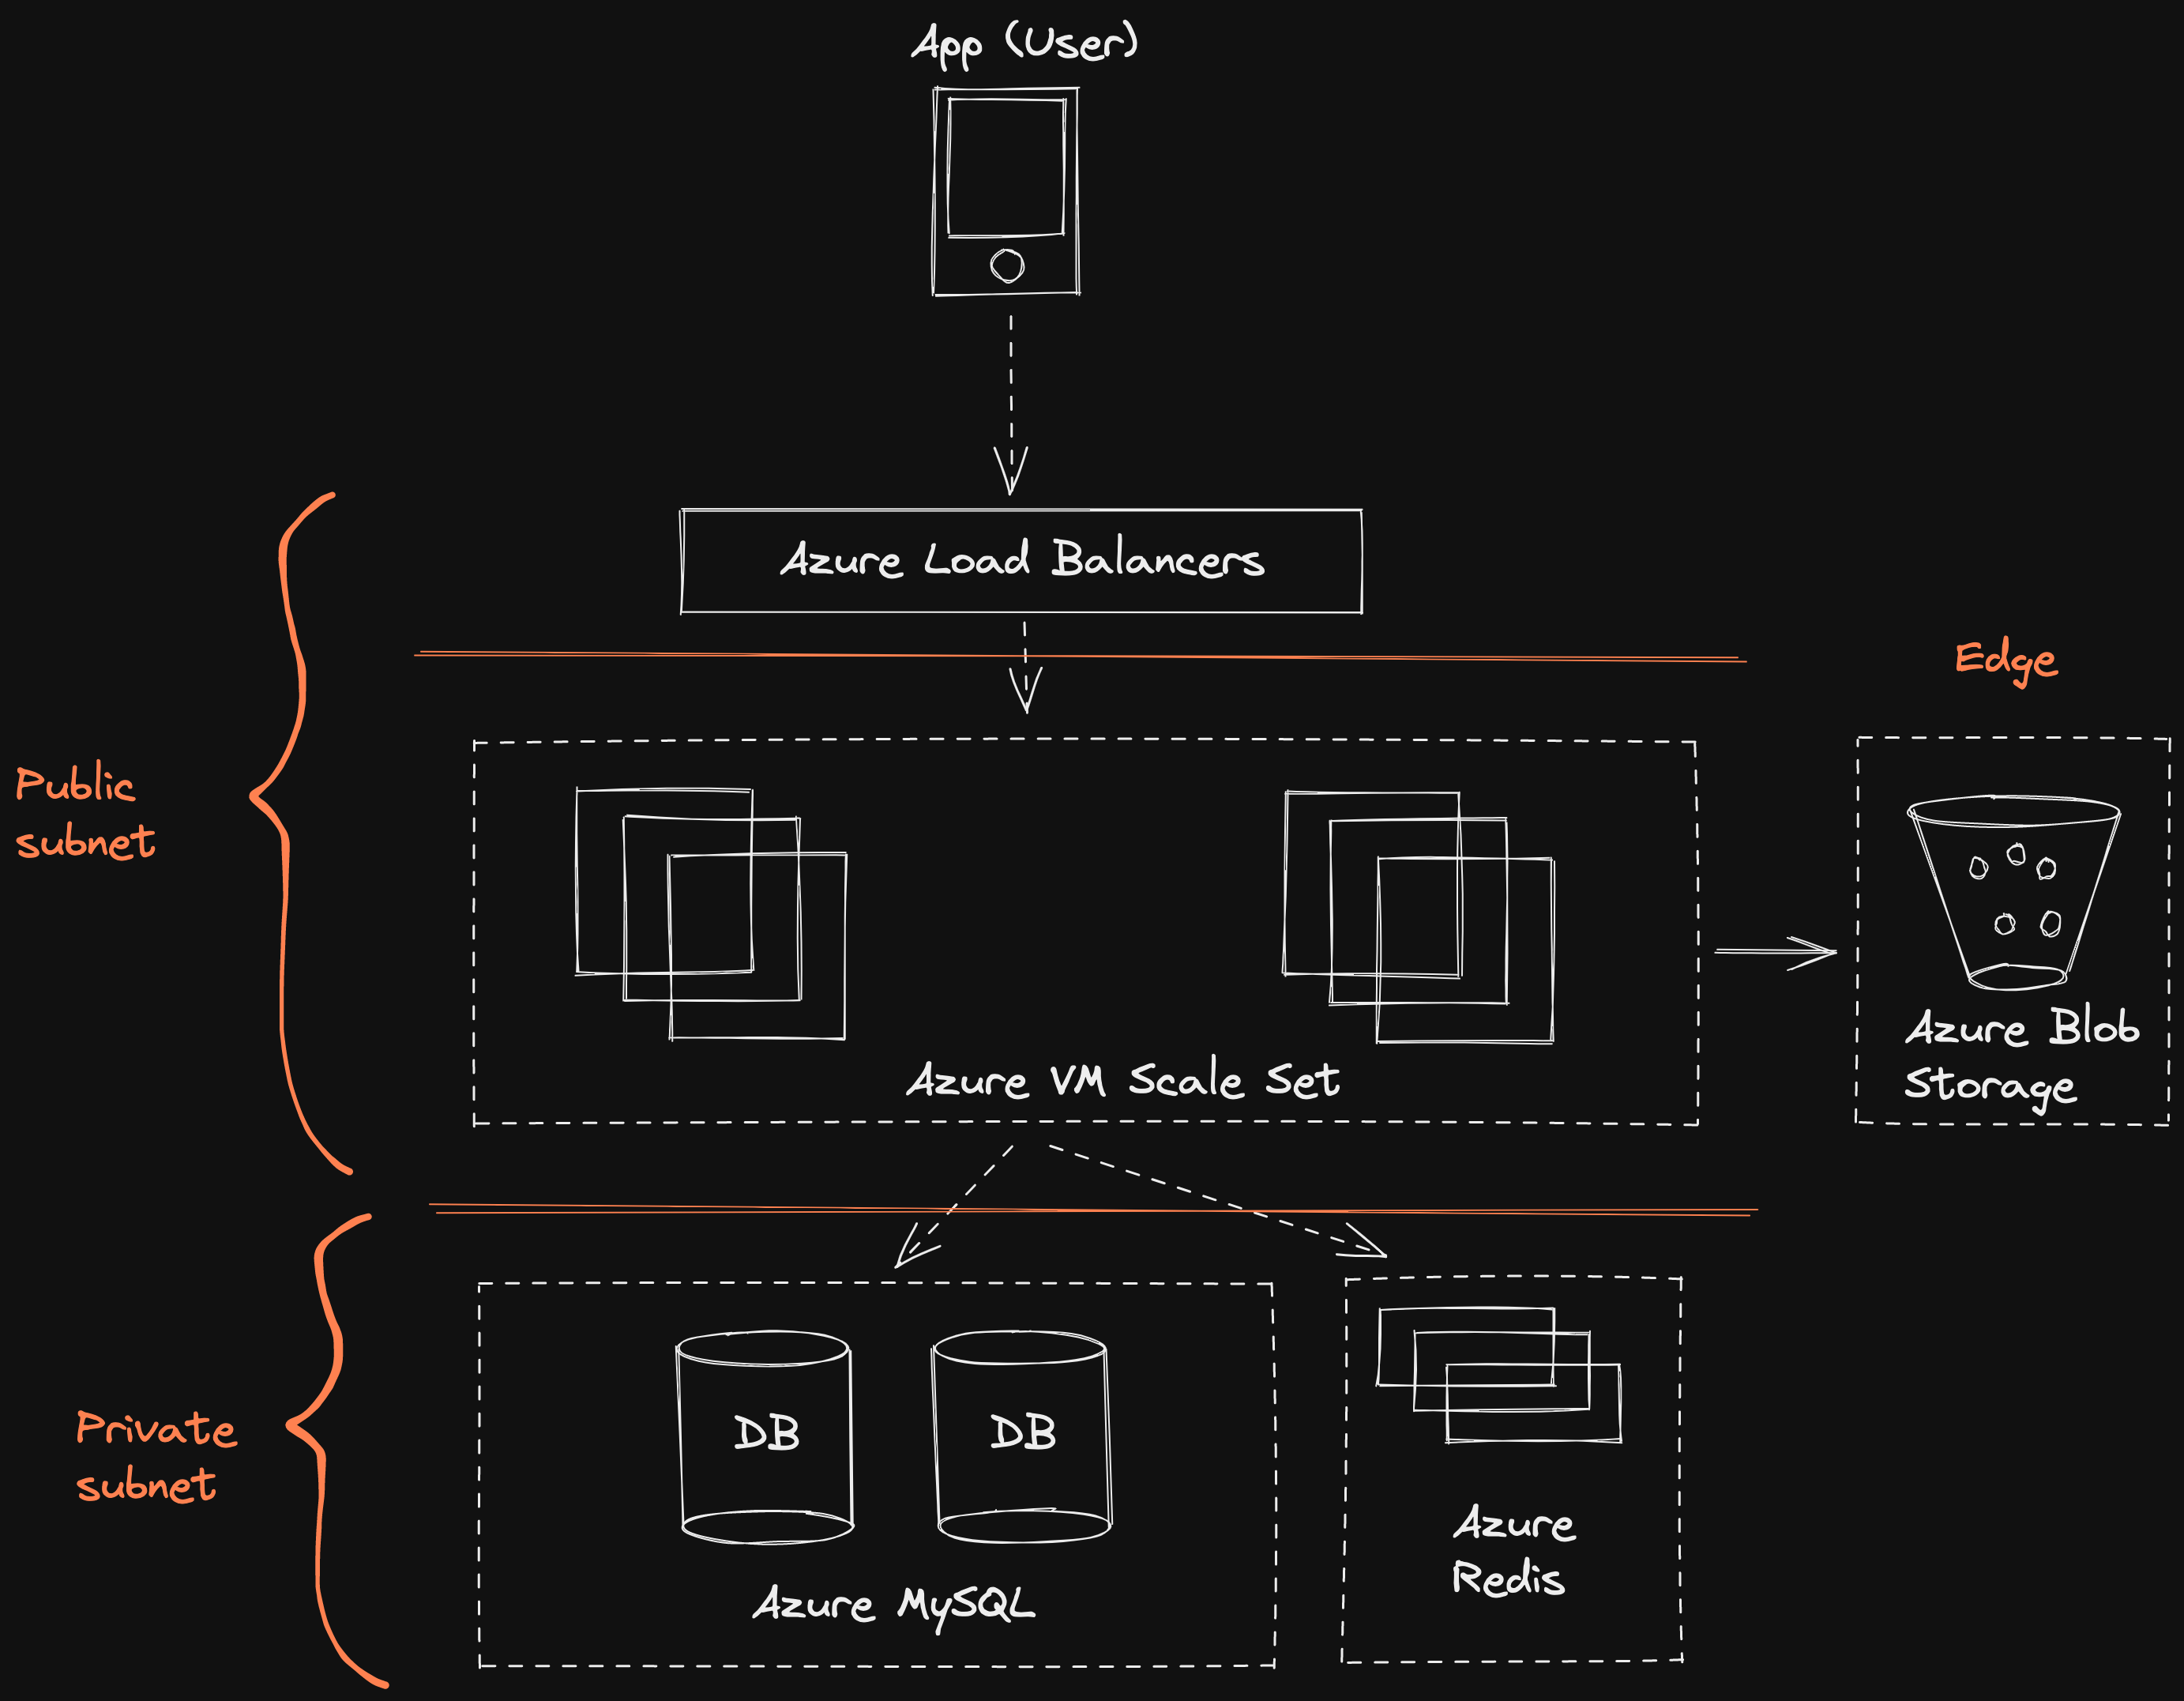 App (User)
Azure Load Balancers
Edge
Public
subnet
Azure VM Scale Set
Azure Blob
Storage
Private
subnet
DB
DB
Azure MySQL
Azure
Redis